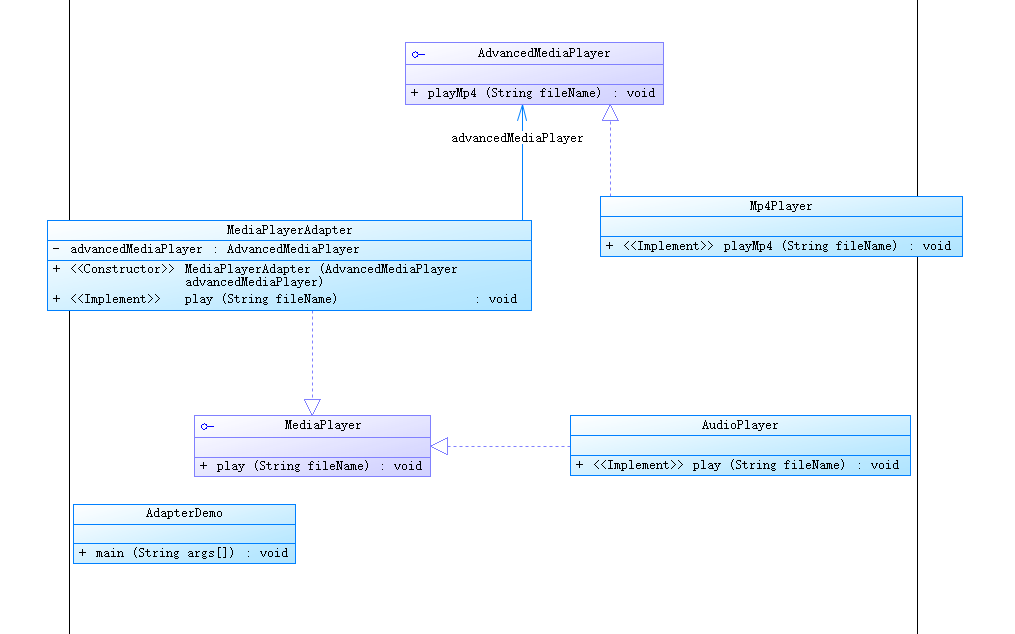 AdvancedMediaPlayer
+ playMp4 (String fileName) : void
advancedMediaPlayer
Mp4Player
+ <<Implement>> playMp4 (String fileName) : void
MediaPlayerAdapter
- advancedMediaPlayer : AdvancedMediaPlayer
+ <<Constructor>> MediaPlayerAdapter (AdvancedMediaPlayer
advancedMediaPlayer)
+ <<Implement>> play (String fileName) : void
MediaPlayer
+ play (String fileName) : void
AudioPlayer
+ <<Implement>> play (String fileName) : void
AdapterDemo
+ main (String args[]) : void